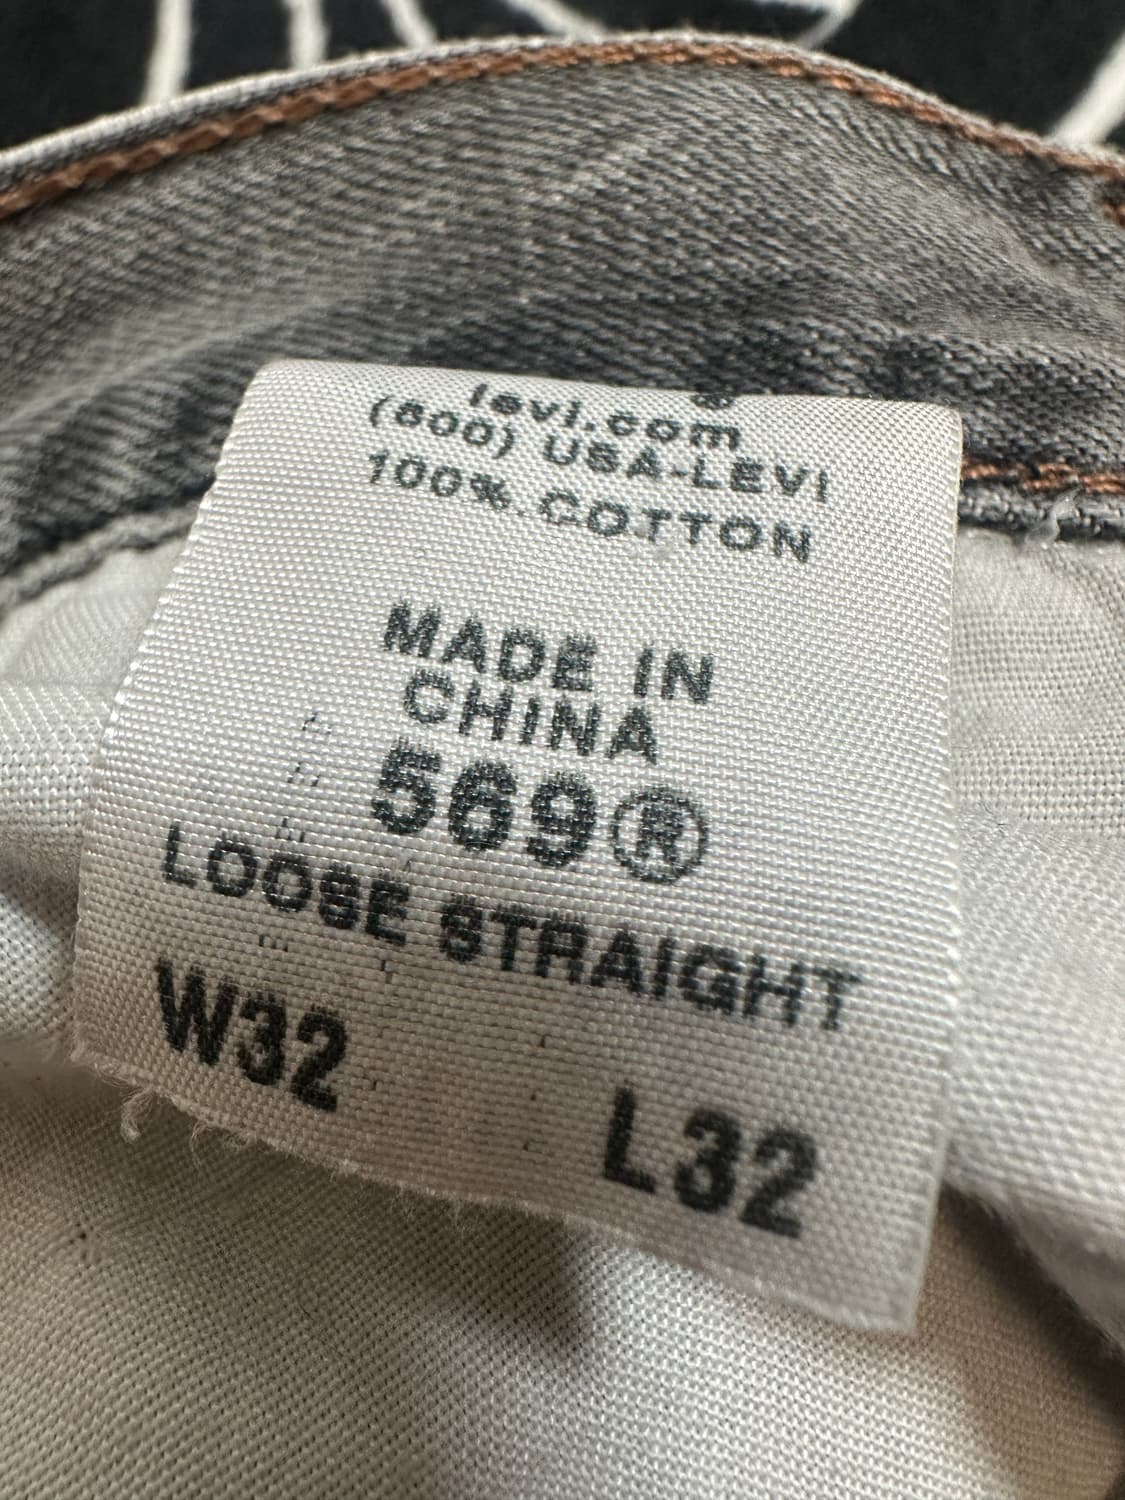 levi.com
(800) USA-LEVI
100% COTTON
MADE IN
CHINA
569®
LOOSE STRAIGHT
W32 L32